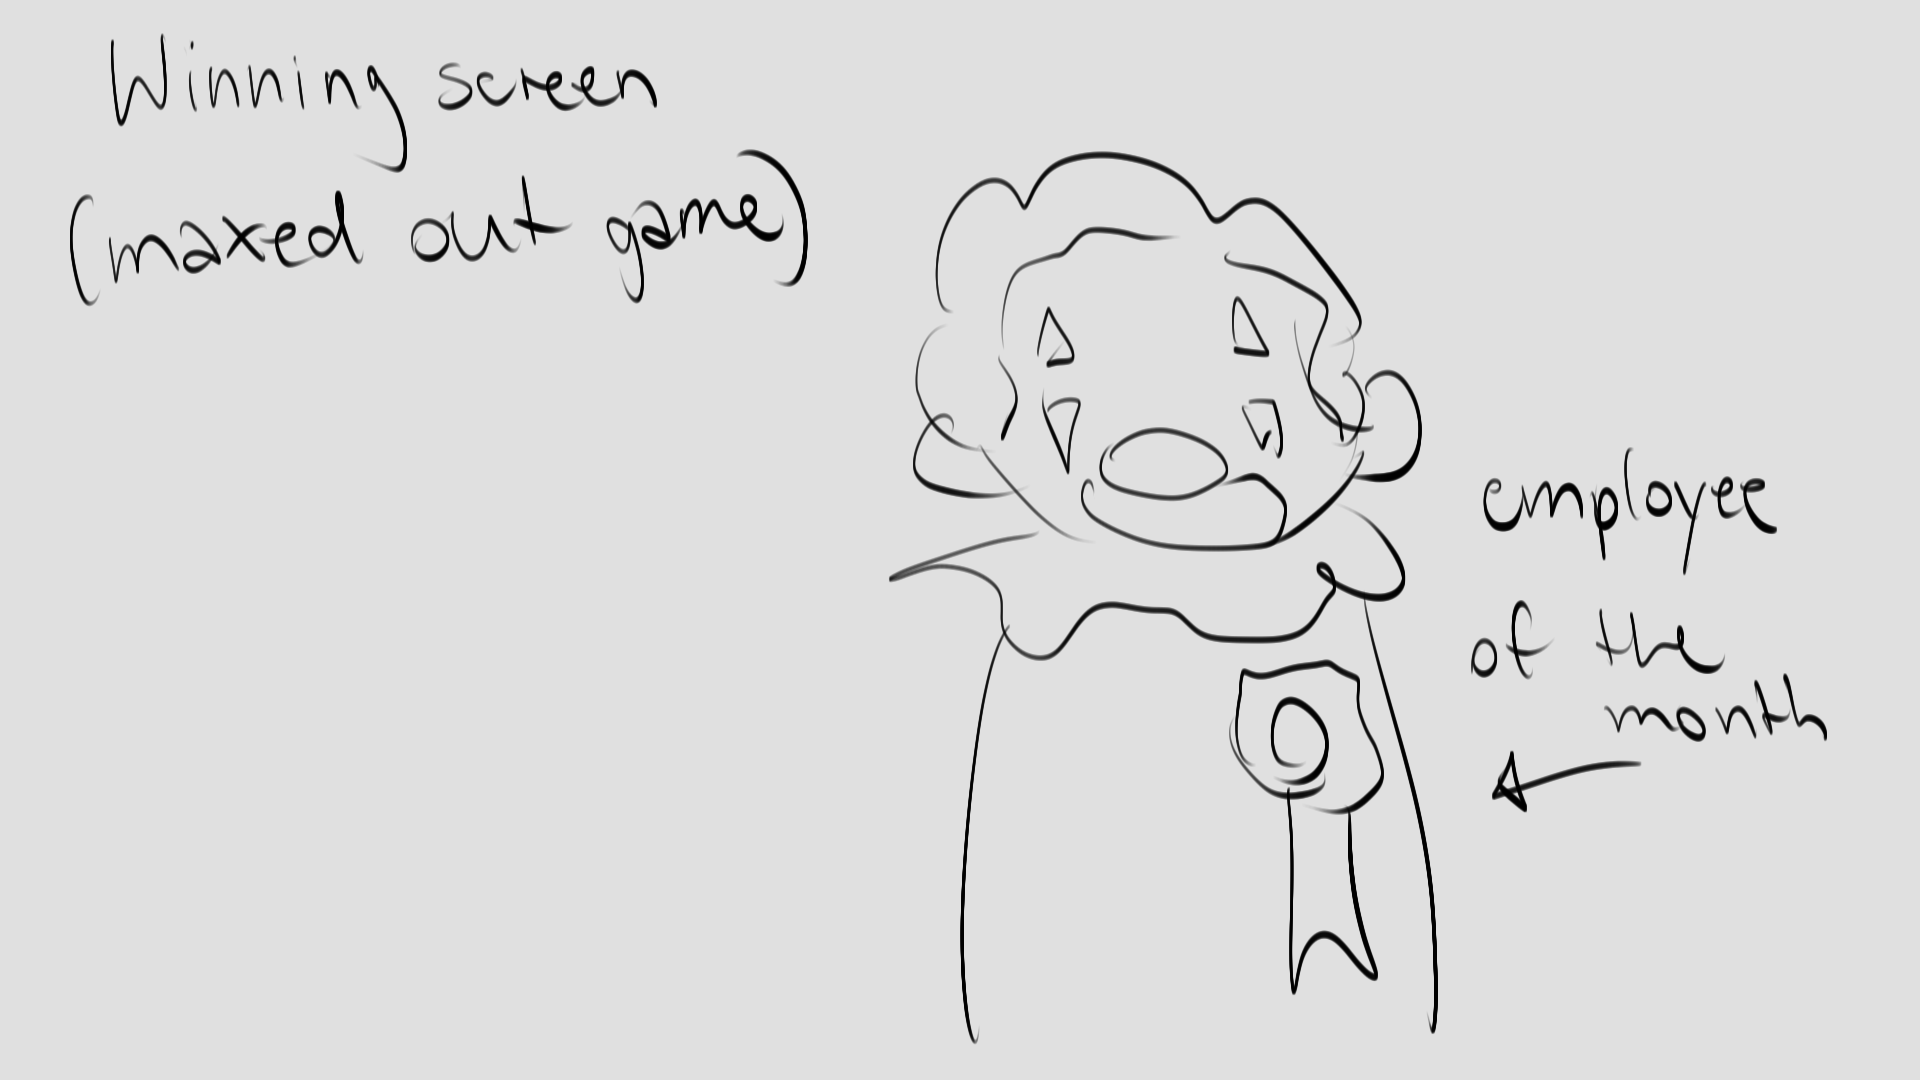 Winning screen
(maxed out game)
employee
of the
month